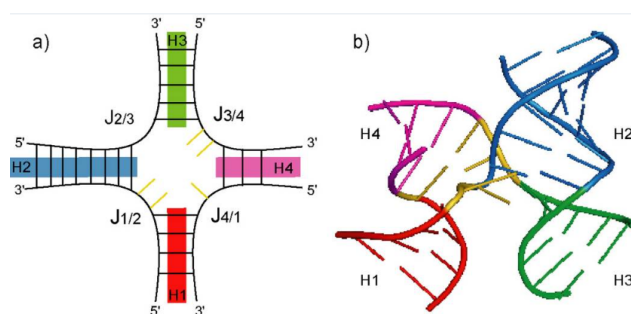 a)
3' 5'
H3
J2/3 J3/4
5' 3'
H2 H4
3' 5'
J1/2 J4/1
H1
5' 3'
b)
H4 H2
H1 H3